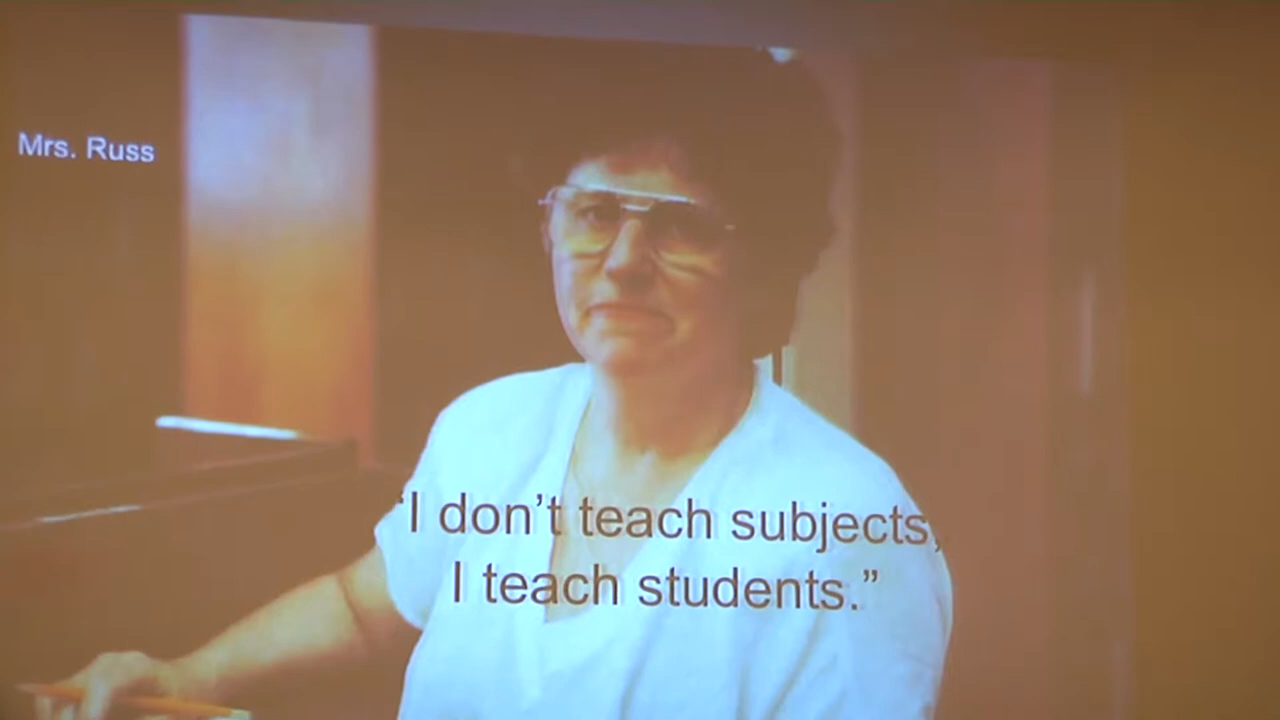 Mrs. Russ
“I don’t teach subjects,
I teach students.”